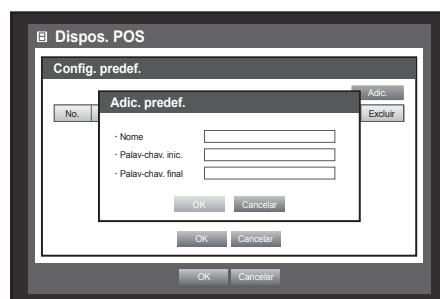 Dispos. POS
Config. predef.
Adic.
No.
Excluir
Adic. predef.
· Nome
· Palav-chav. inic.
· Palav-chav. final
OK Cancelar
OK Cancelar
OK Cancelar